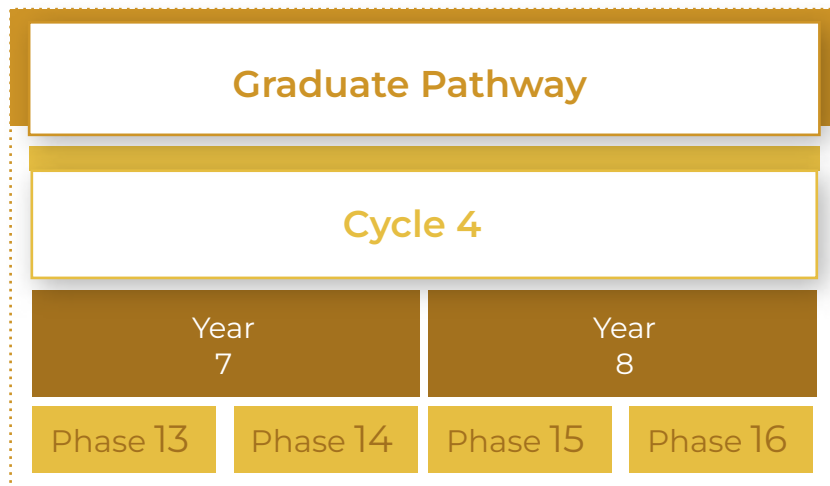 Graduate Pathway
Cycle 4
Year
7
Year
8
Phase 13
Phase 14
Phase 15
Phase 16